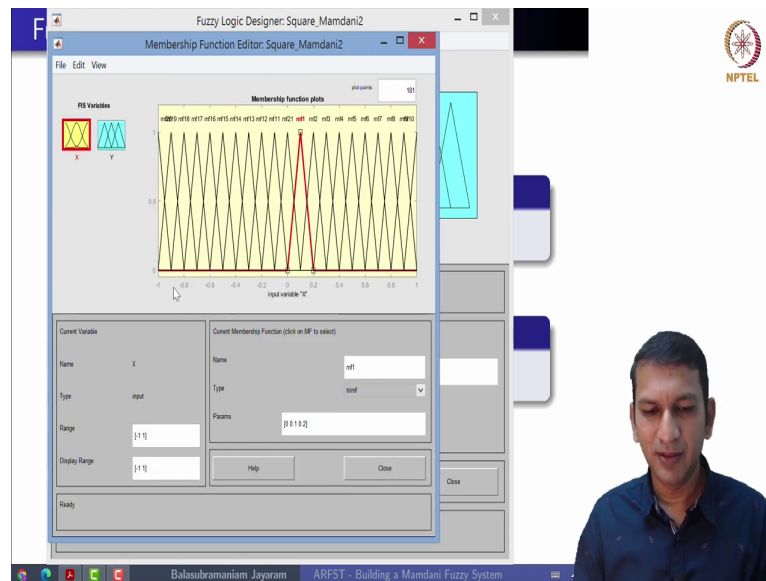 F
Fuzzy Logic Designer: Square_Mamdani2
Membership Function Editor: Square_Mamdani2
File Edit View
NPTEL
plot points: 181
FIS Variables
Membership function plots
mf19 mf18 mf17 mf16 mf15 mf14 mf13 mf12 mf11 mf21 mf1 mf2 mf3 mf4 mf5 mf6 mf7 mf8 mf10
X Y
1
0.5
0
-1 -0.8 -0.6 -0.4 -0.2 0 0.2 0.4 0.6 0.8 1
input variable "X"
Current Variable
Current Membership Function (click on MF to select)
Name X
Name mf1
Type input
Type trimf
Params [0 0.1 0.2]
Range [-1 1]
Display Range [-1 1]
Help Close
Close
Ready
Balasubramaniam Jayaram ARFST - Building a Mamdani Fuzzy System